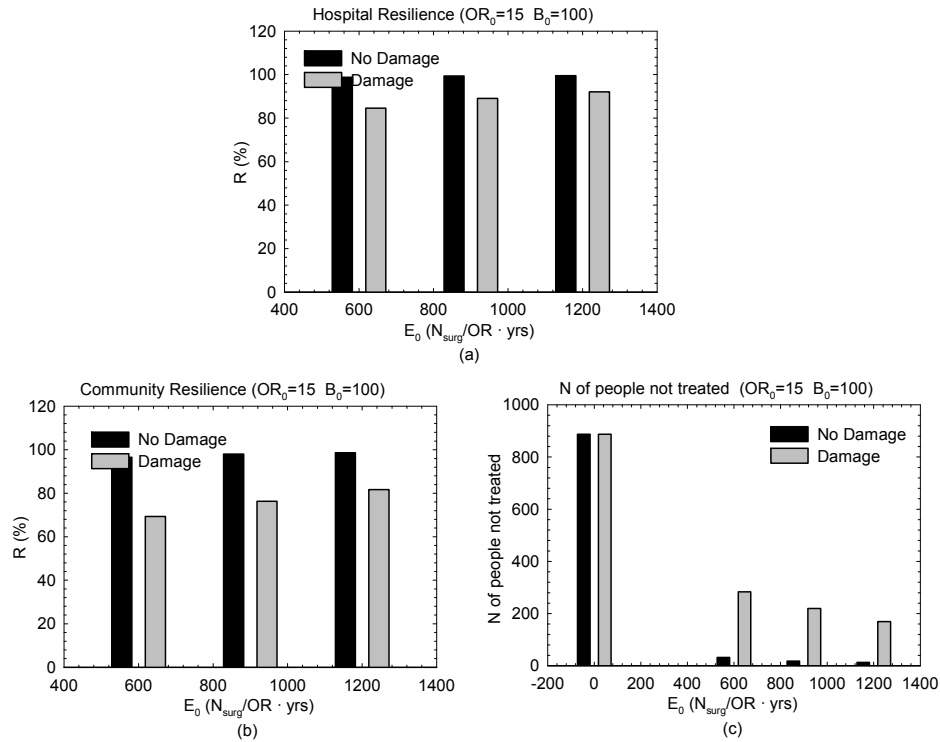 Hospital Resilience (OR₀=15 B₀=100)
120
100
80
60
40
20
0
R (%)
No Damage
Damage
400 600 800 1000 1200 1400
E₀ (Nsurg/OR · yrs)
(a)
Community Resilience (OR₀=15 B₀=100)
120
100
80
60
40
20
0
R (%)
No Damage
Damage
400 600 800 1000 1200 1400
E₀ (Nsurg/OR · yrs)
(b)
N of people not treated (OR₀=15 B₀=100)
1000
800
600
400
200
0
N of people not treated
No Damage
Damage
-200 0 200 400 600 800 1000 1200 1400
E₀ (Nsurg/OR · yrs)
(c)